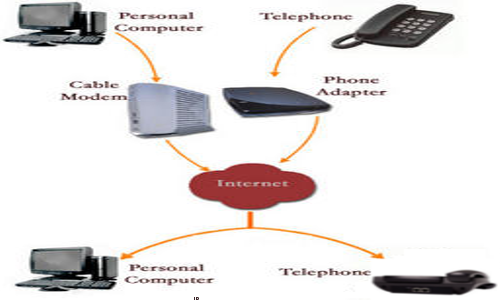 Personal
Computer
Telephone
Cable
Modem
Phone
Adapter
Internet
Personal
Computer
Telephone